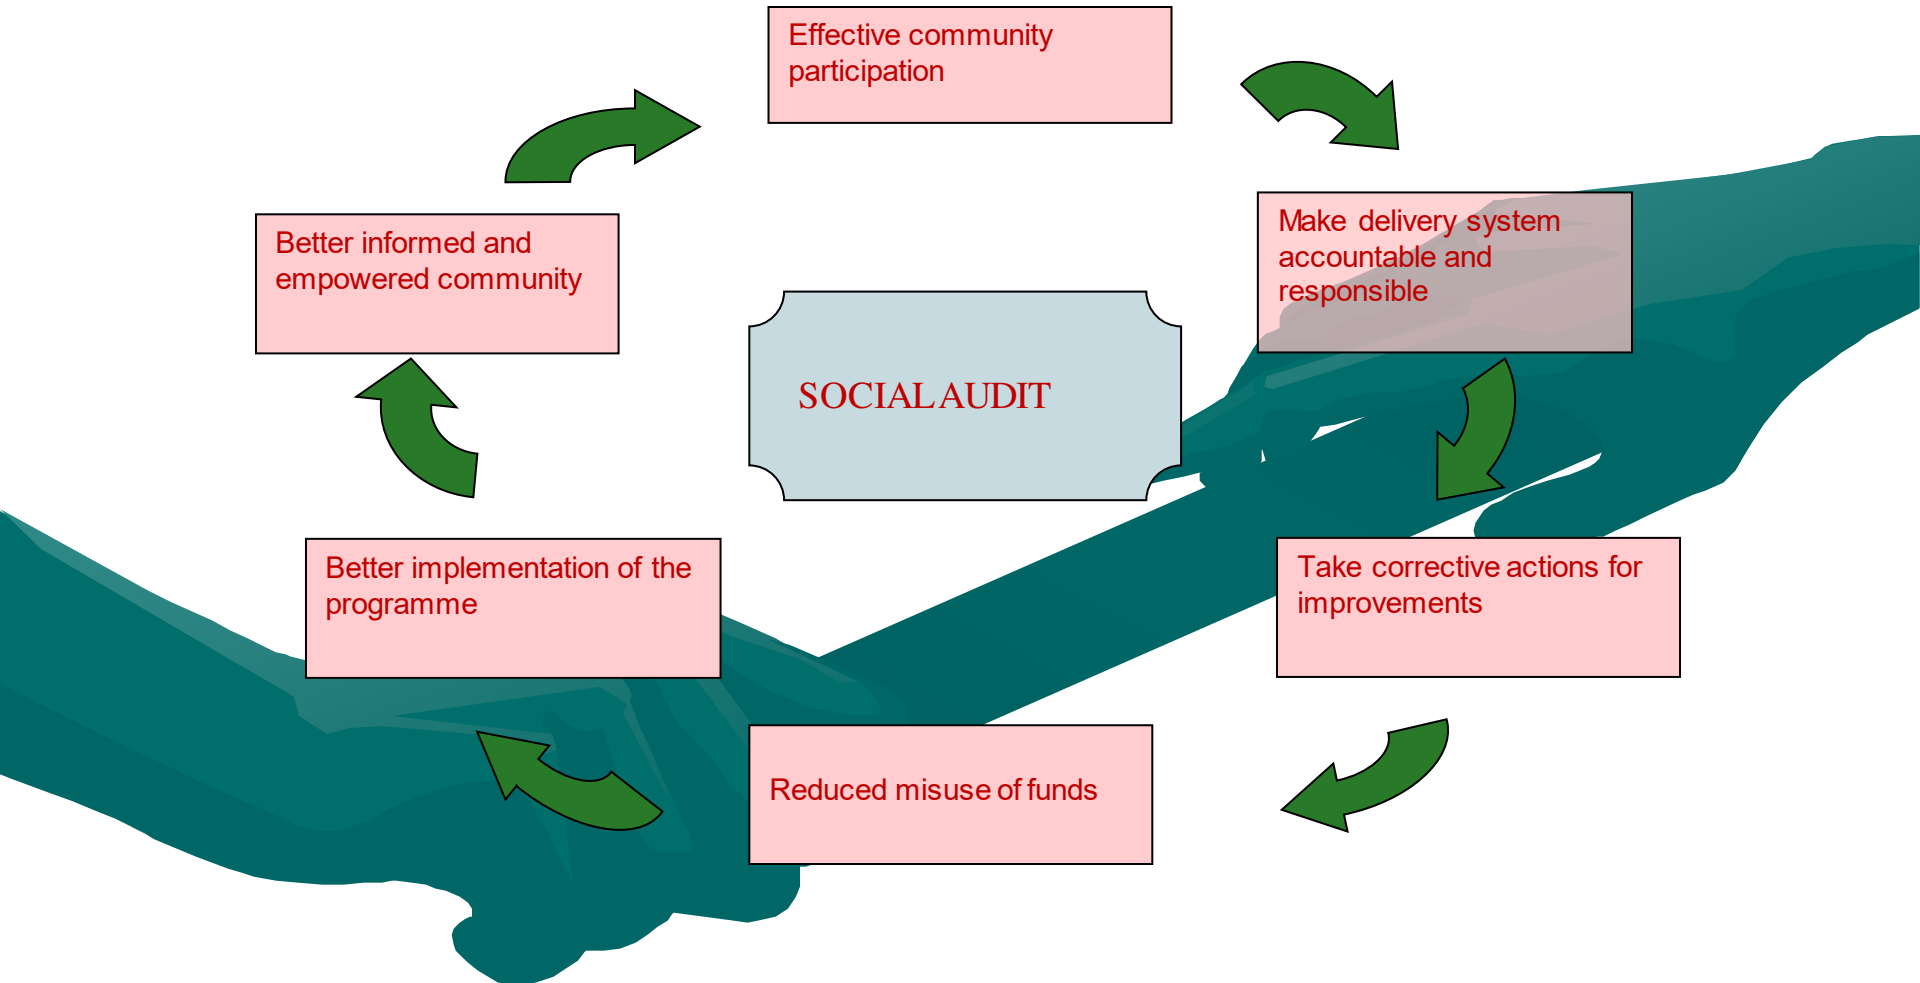 Effective community
participation
Make delivery system
accountable and
responsible
Better informed and
empowered community
SOCIAL AUDIT
Take corrective actions for
improvements
Better implementation of the
programme
Reduced misuse of funds